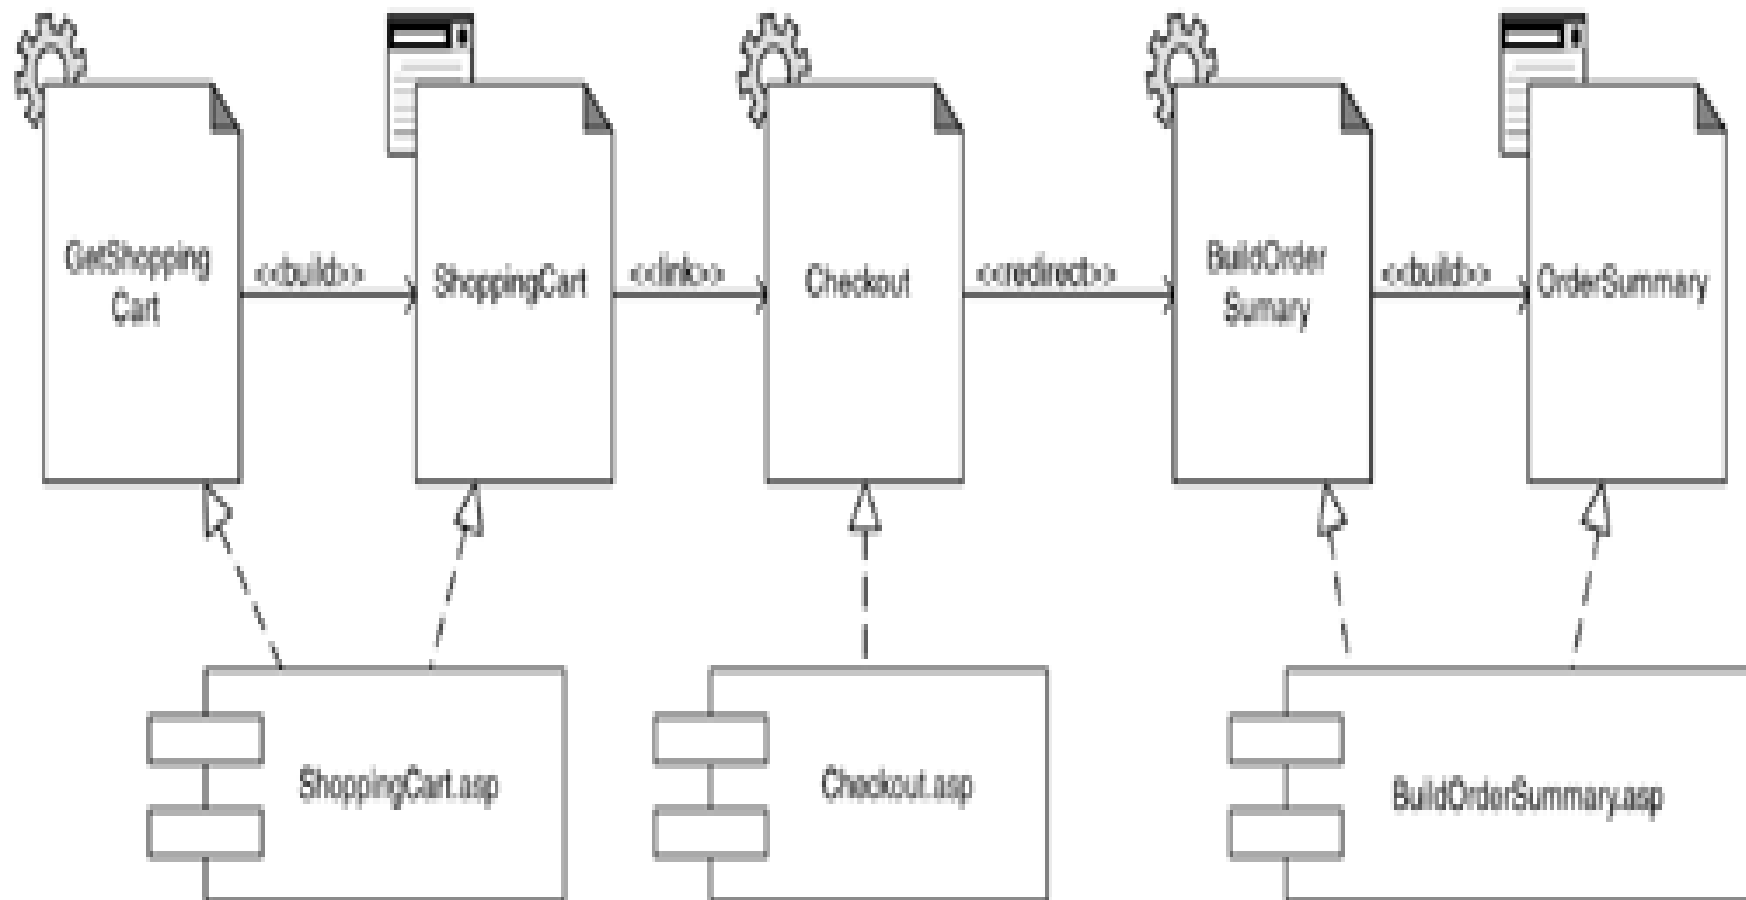 GetShopping
Cart
<<build>>
ShoppingCart
<<link>>
Checkout
<<redirect>>
BuildOrder
Sumary
<<build>>
OrderSummary
ShoppingCart.asp
Checkout.asp
BuildOrderSummary.asp